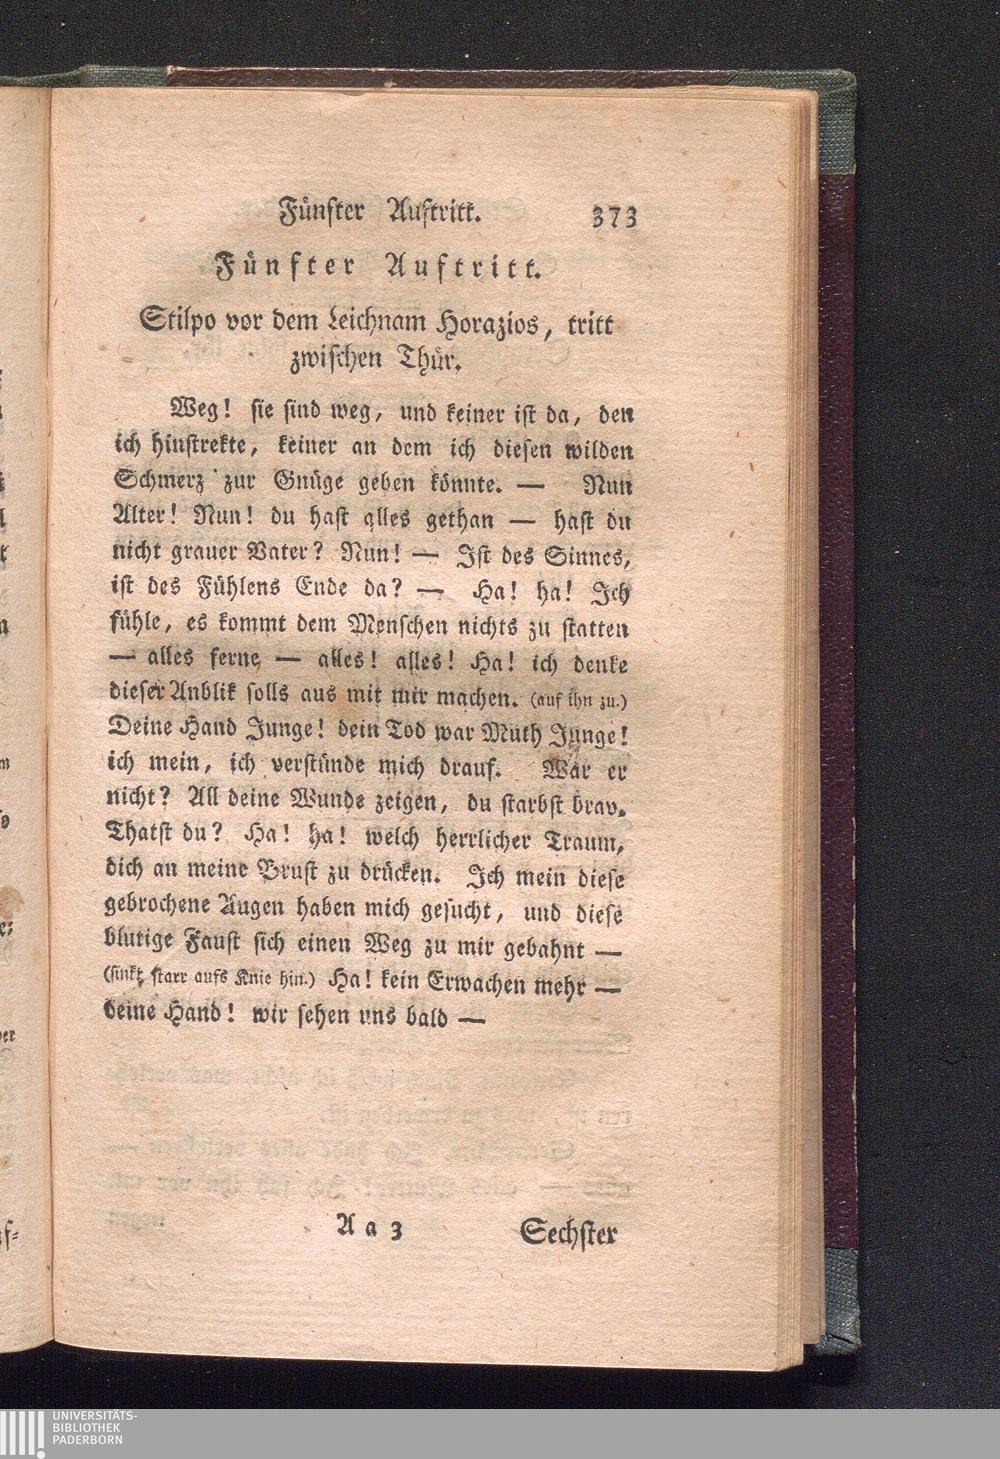 Fünfter Auftritt. 373
Fünfter Auftritt.
Stilpo vor dem Leichnam Horazios, tritt
zwischen Thür.
Weg! sie sind weg, und keiner ist da, den
ich hinstrekte, keiner an dem ich diesen wilden
Schmerz zur Gnüge geben könnte. — Nun
Alter! Nun! du hast alles gethan — hast du
nicht grauer Vater? Nun! — Ist des Sinnes,
ist des Fühlens Ende da? — Ha! ha! Ich
fühle, es kommt dem Menschen nichts zu statten
— alles ferne — alles! alles! Ha! ich denke
dieser Anblik solls aus mit mir machen. (auf ihn zu.)
Deine Hand Junge! dein Tod war Muth Junge!
ich mein, ich verstünde mich drauf. War er
nicht? All deine Wunde zeigen, du starbst brav.
Thatst du? Ha! ha! welch herrlicher Traum,
dich an meine Brust zu drücken. Ich mein diese
gebrochene Augen haben mich gesucht, und diese
blutige Faust sich einen Weg zu mir gebahnt —
(sinkt starr aufs Knie hin.) Ha! kein Erwachen mehr —
deine Hand! wir sehen uns bald —
A a 3 Sechster
UNIVERSITÄTS-
BIBLIOTHEK
PADERBORN